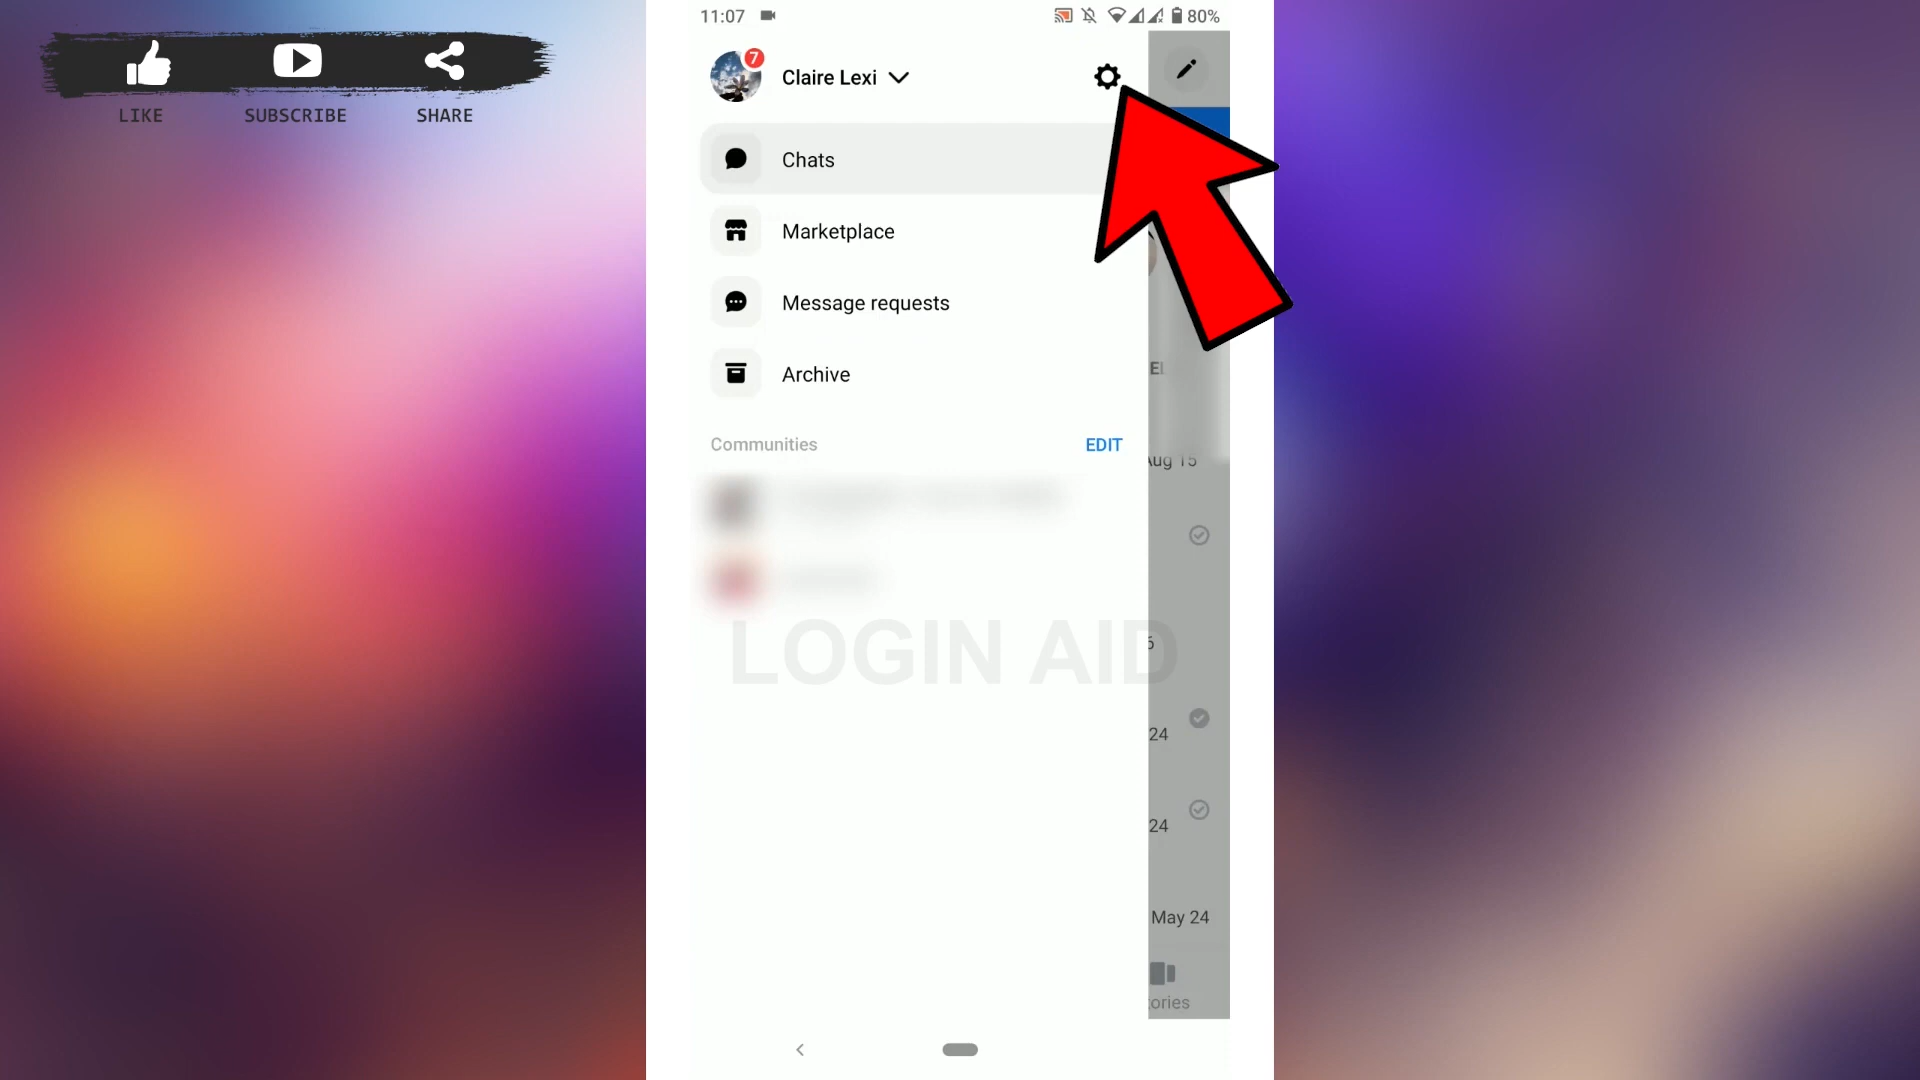 LIKE SUBSCRIBE SHARE
11:07 80%
7
Claire Lexi
Chats
Marketplace
Message requests
Archive
Communities EDIT
Aug 15
24
24
May 24
LOGIN AID